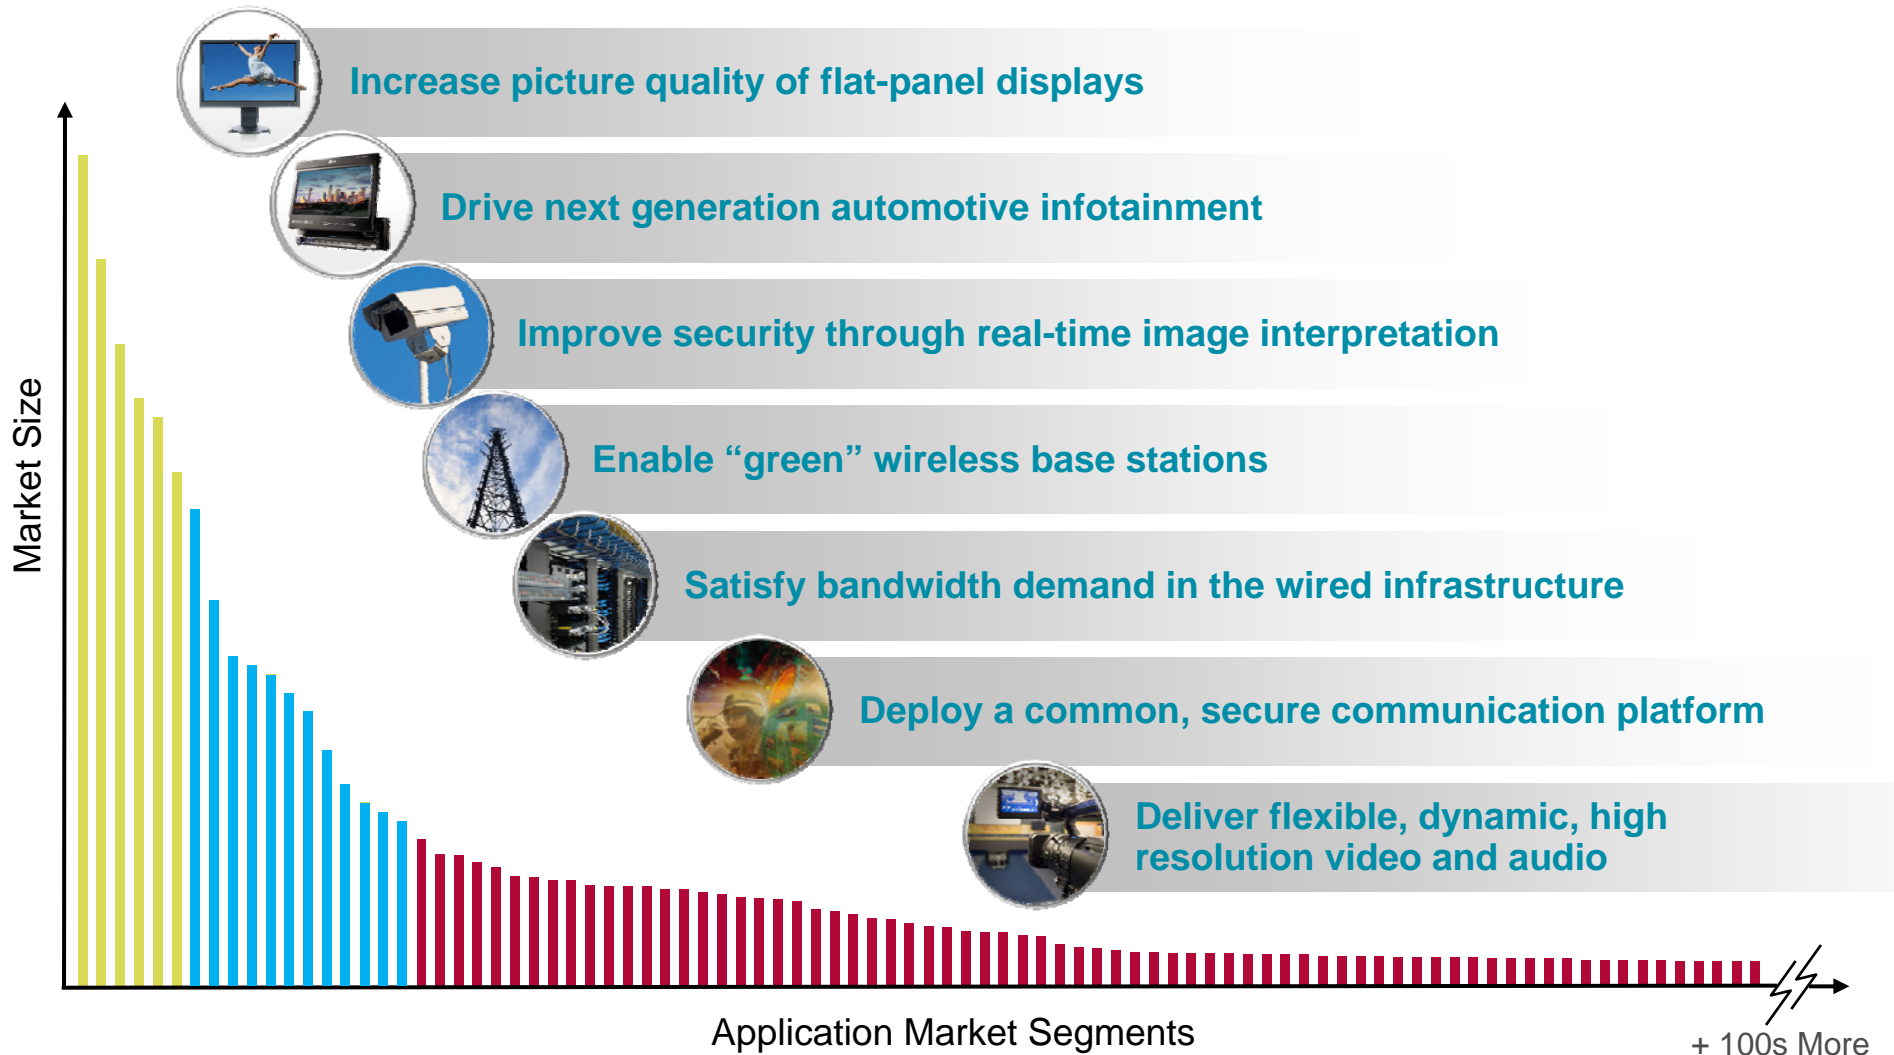 Increase picture quality of flat-panel displays
Drive next generation automotive infotainment
Improve security through real-time image interpretation
Enable “green” wireless base stations
Satisfy bandwidth demand in the wired infrastructure
Deploy a common, secure communication platform
Deliver flexible, dynamic, high
resolution video and audio
Market Size
Application Market Segments
+ 100s More